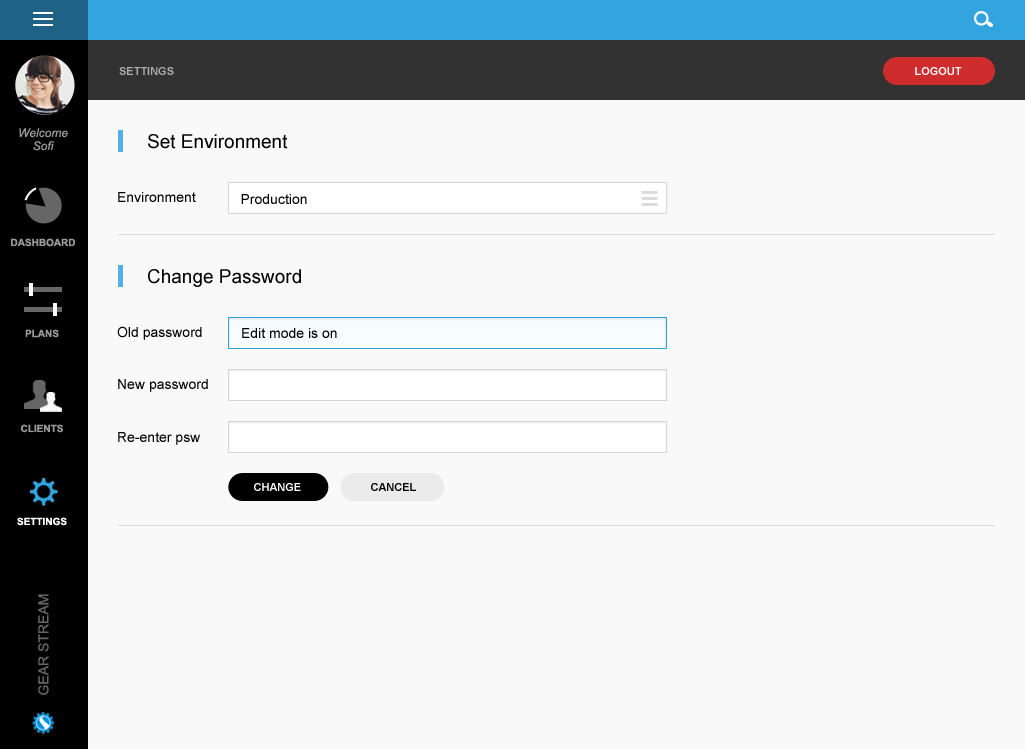 SETTINGS
LOGOUT
Welcome
Sofi
DASHBOARD
PLANS
CLIENTS
SETTINGS
GEAR STREAM
Set Environment
Environment
Production
Change Password
Old password
Edit mode is on
New password
Re-enter psw
CHANGE
CANCEL